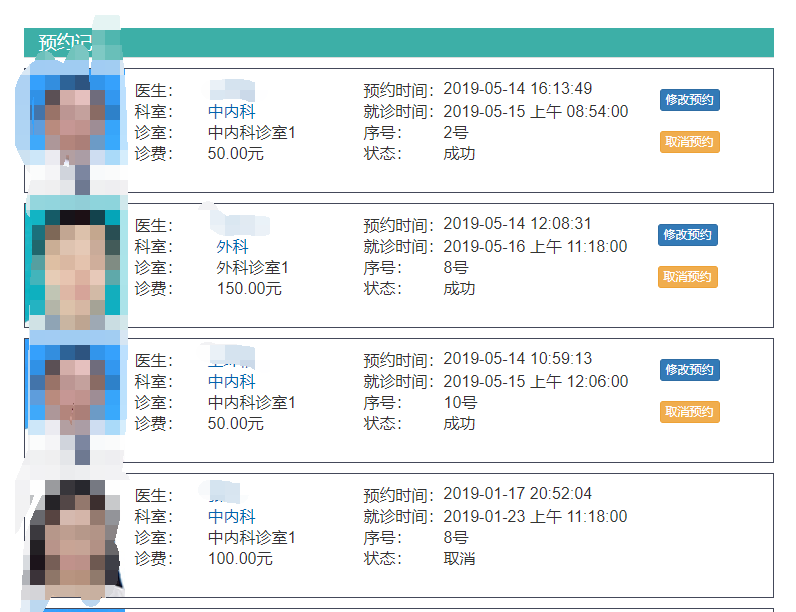 预约记
医生： 预约时间： 2019-05-14 16:13:49 修改预约
科室： 中内科 就诊时间： 2019-05-15 上午 08:54:00
诊室： 中内科诊室1 序号： 2号 取消预约
诊费： 50.00元 状态： 成功
医生： 预约时间： 2019-05-14 12:08:31 修改预约
科室： 外科 就诊时间： 2019-05-16 上午 11:18:00
诊室： 外科诊室1 序号： 8号 取消预约
诊费： 150.00元 状态： 成功
医生： 预约时间： 2019-05-14 10:59:13 修改预约
科室： 中内科 就诊时间： 2019-05-15 上午 12:06:00
诊室： 中内科诊室1 序号： 10号 取消预约
诊费： 50.00元 状态： 成功
医生： 预约时间： 2019-01-17 20:52:04
科室： 中内科 就诊时间： 2019-01-23 上午 11:18:00
诊室： 中内科诊室1 序号： 8号
诊费： 100.00元 状态： 取消